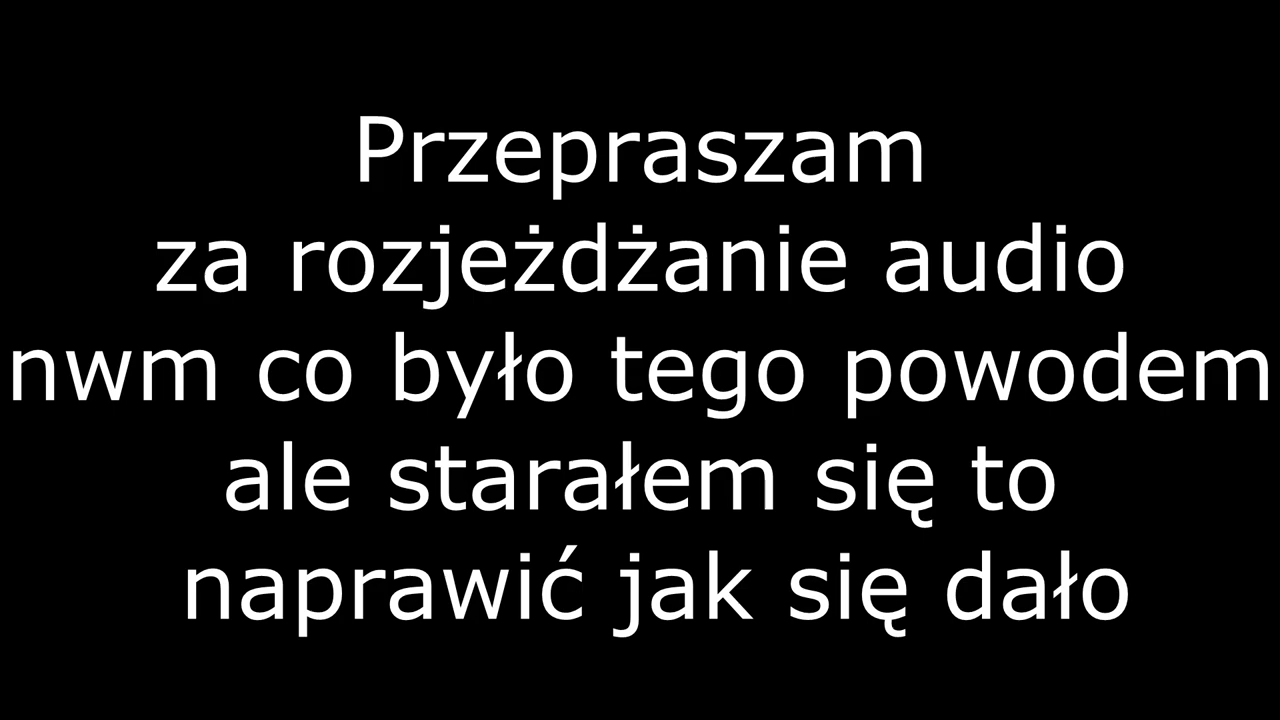 Przepraszam
za rozjeżdżanie audio
nwm co było tego powodem
ale starałem się to
naprawić jak się dało